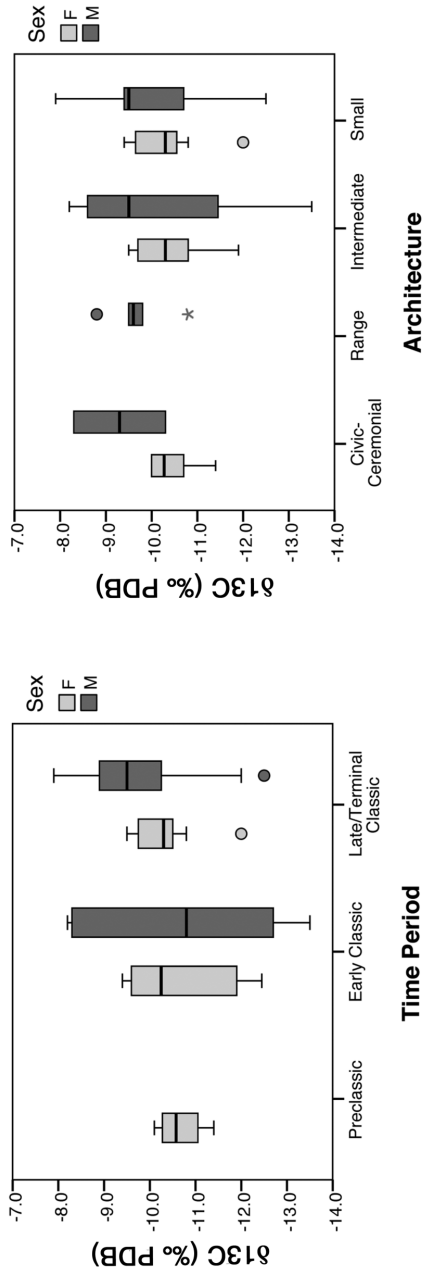 Sex
F
M
-7.0
-8.0
-9.0
-10.0
-11.0
-12.0
-13.0
-14.0
δ13C (‰ PDB)
Preclassic
Early Classic
Late/Terminal
Classic
Time Period
Sex
F
M
-7.0
-8.0
-9.0
-10.0
-11.0
-12.0
-13.0
-14.0
δ13C (‰ PDB)
Civic-
Ceremonial
Range
Intermediate
Small
Architecture